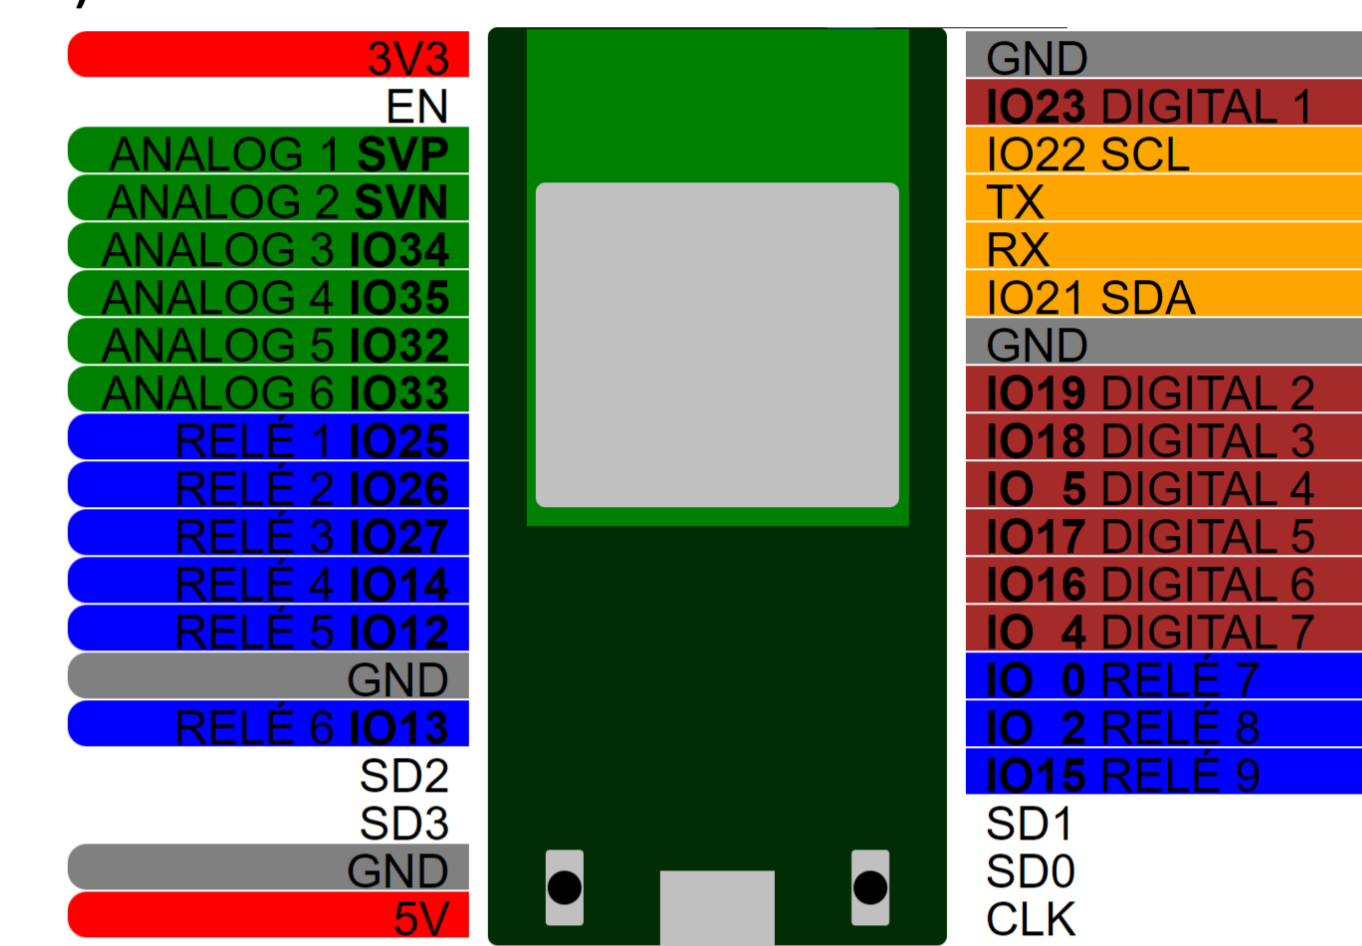 3V3
EN
ANALOG 1 SVP
ANALOG 2 SVN
ANALOG 3 IO34
ANALOG 4 IO35
ANALOG 5 IO32
ANALOG 6 IO33
RELÉ 1 IO25
RELÉ 2 IO26
RELÉ 3 IO27
RELÉ 4 IO14
RELÉ 5 IO12
GND
RELÉ 6 IO13
SD2
SD3
GND
5V
GND
IO23 DIGITAL 1
IO22 SCL
TX
RX
IO21 SDA
GND
IO19 DIGITAL 2
IO18 DIGITAL 3
IO 5 DIGITAL 4
IO17 DIGITAL 5
IO16 DIGITAL 6
IO 4 DIGITAL 7
IO 0 RELÉ 7
IO 2 RELÉ 8
IO15 RELÉ 9
SD1
SD0
CLK